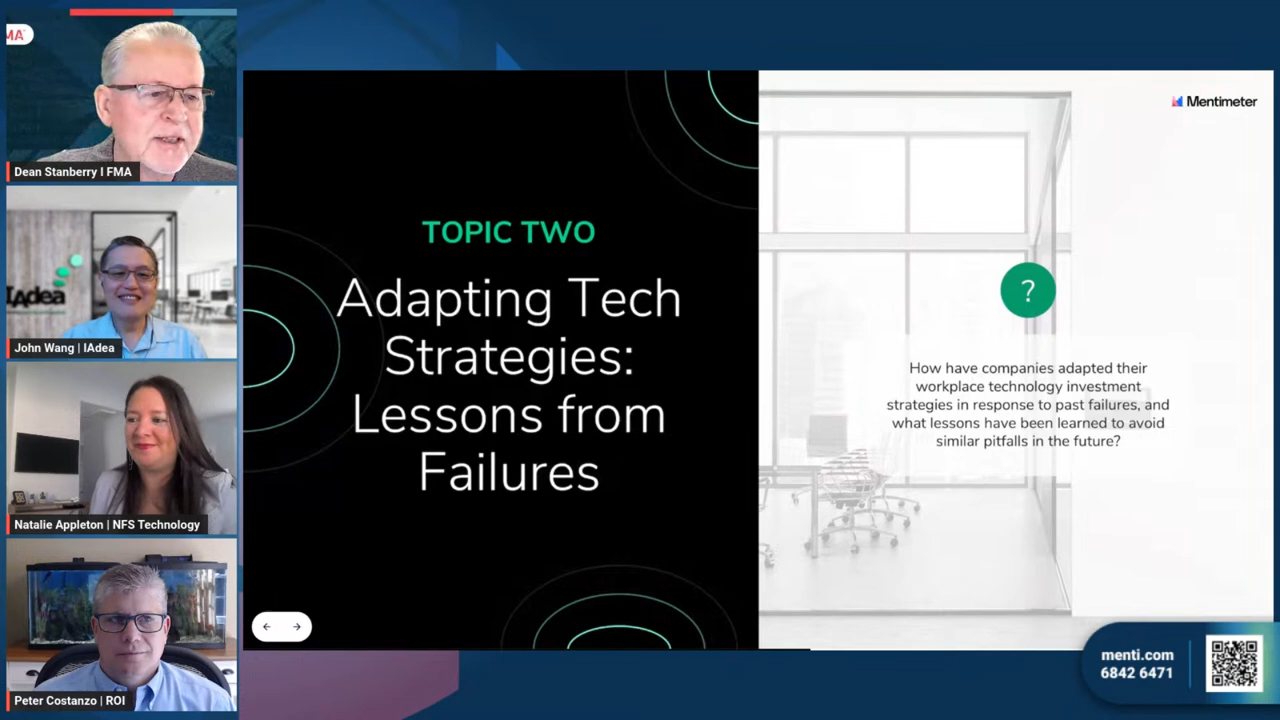 MA
Dean Stanberry I FMA
IAdea
John Wang | IAdea
Natalie Appleton | NFS Technology
Peter Costanzo | ROI
TOPIC TWO
Adapting Tech
Strategies:
Lessons from
Failures
Mentimeter
?
How have companies adapted their
workplace technology investment
strategies in response to past failures, and
what lessons have been learned to avoid
similar pitfalls in the future?
menti.com
6842 6471